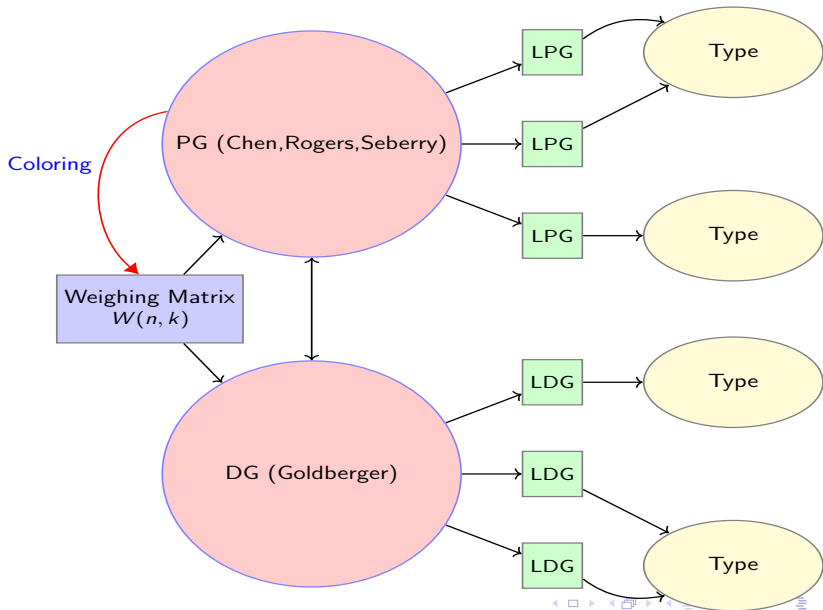 LPG
Type
PG (Chen,Rogers,Seberry)
LPG
Coloring
LPG
Type
Weighing Matrix
W(n, k)
LDG
Type
DG (Goldberger)
LDG
LDG
Type